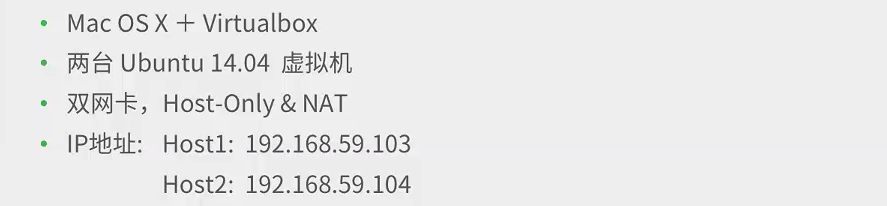 • Mac OS X + Virtualbox
• 两台 Ubuntu 14.04 虚拟机
• 双网卡，Host-Only & NAT
• IP地址: Host1: 192.168.59.103
Host2: 192.168.59.104